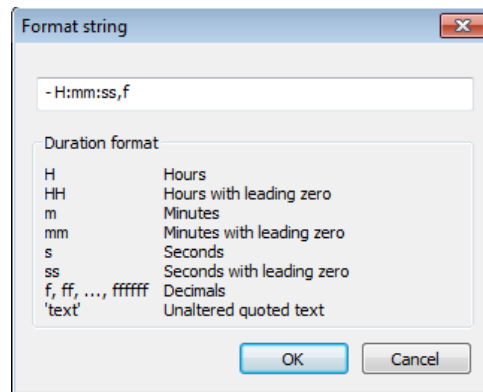 Format string
- H:mm:ss,f
Duration format
H Hours
HH Hours with leading zero
m Minutes
mm Minutes with leading zero
s Seconds
ss Seconds with leading zero
f, ff, ..., ffffff Decimals
'text' Unaltered quoted text
OK Cancel